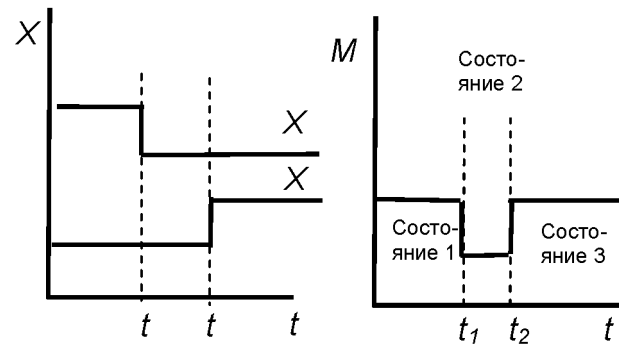 X
X
X
t
t
t
M
Состо-
яние 2
Состо-
яние 1
Состо-
яние 3
t1
t2
t